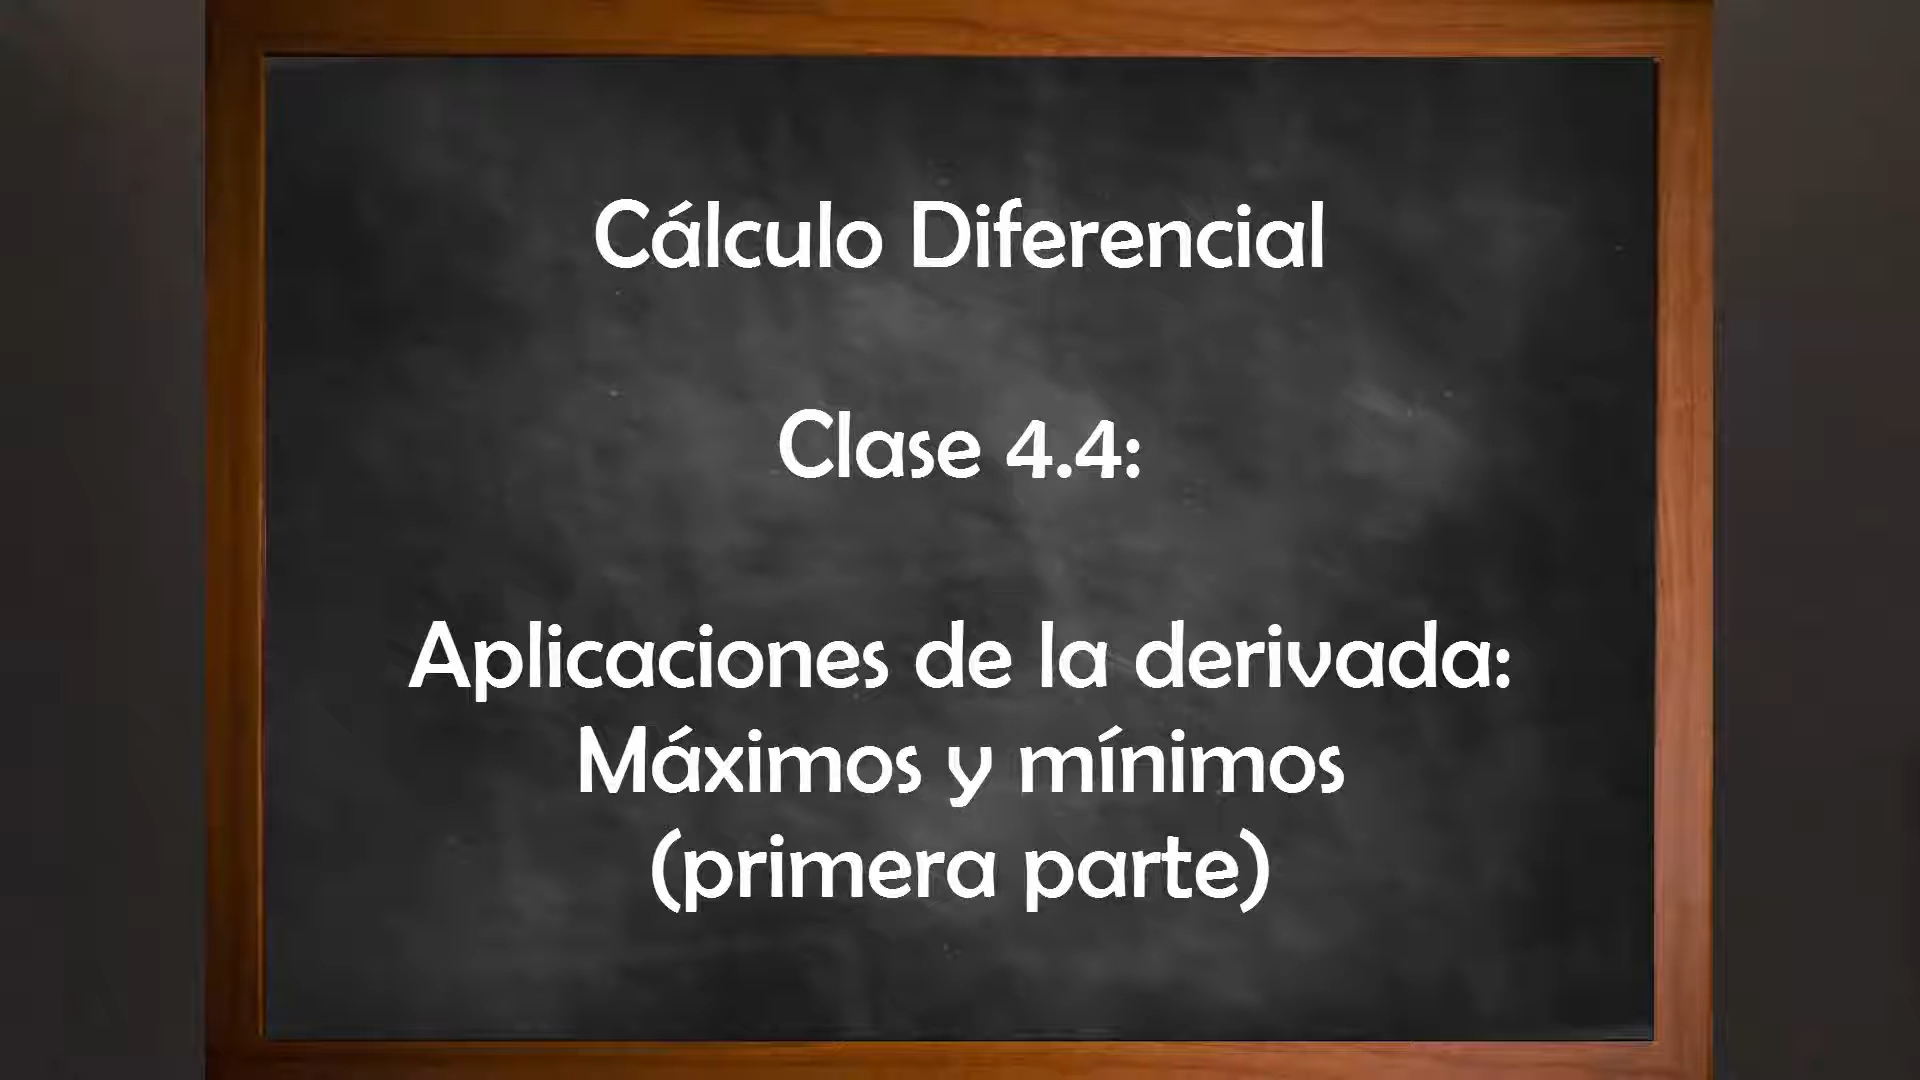 Cálculo Diferencial
Clase 4.4:
Aplicaciones de la derivada:
Máximos y mínimos
(primera parte)